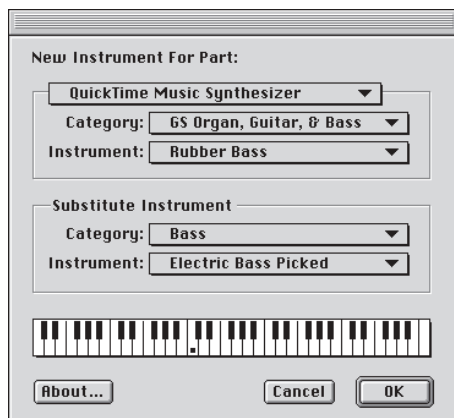 New Instrument For Part:
QuickTime Music Synthesizer
Category: GS Organ, Guitar, & Bass
Instrument: Rubber Bass
Substitute Instrument
Category: Bass
Instrument: Electric Bass Picked
About... Cancel OK